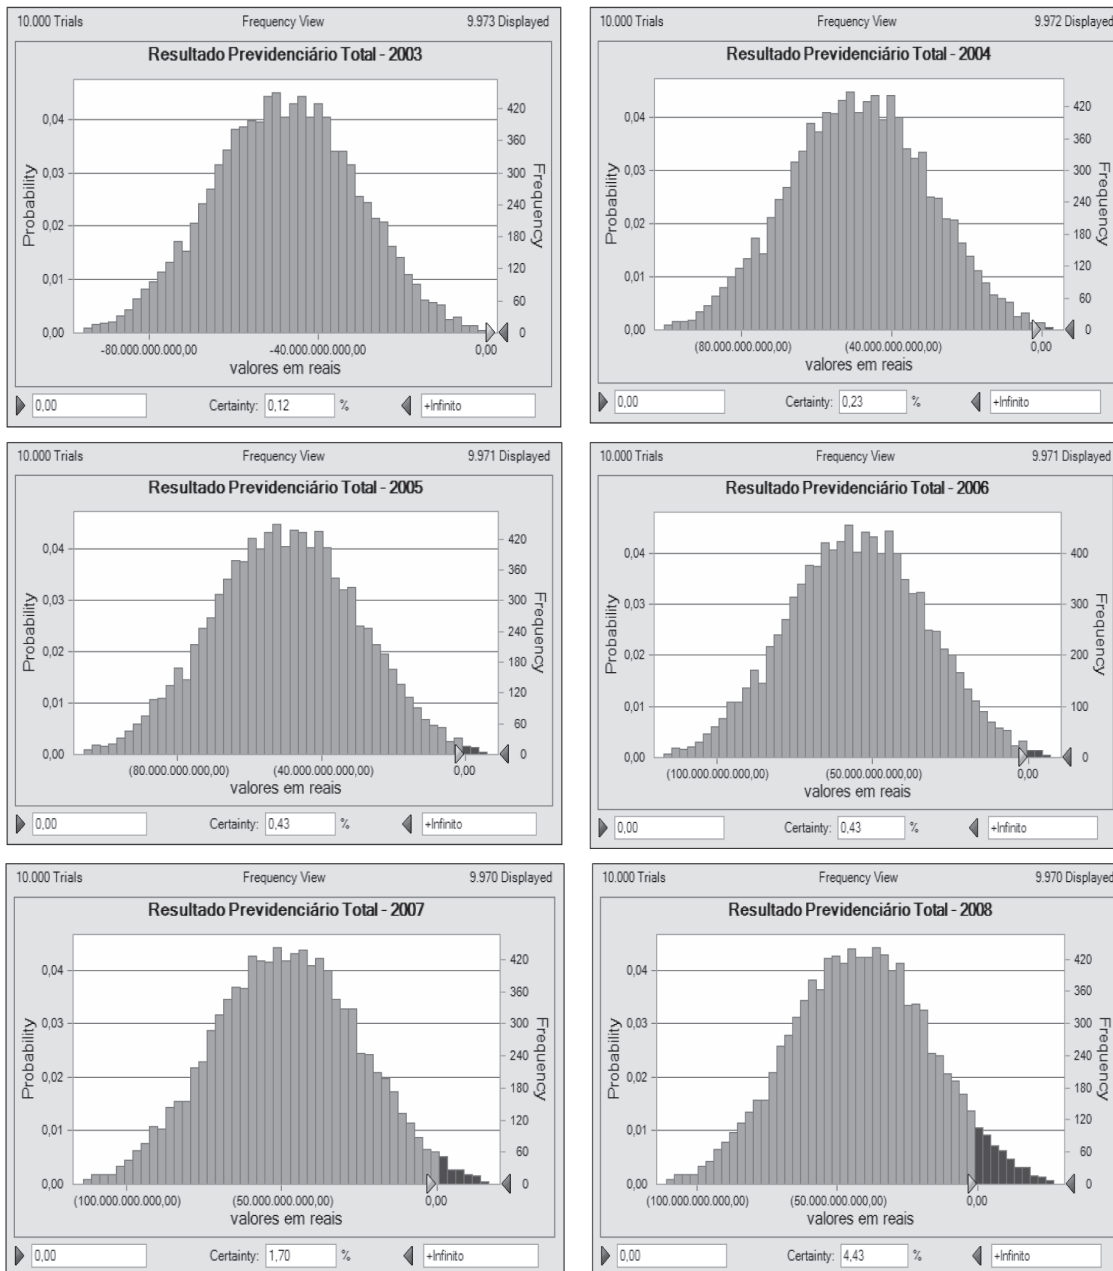 10.000 Trials Frequency View 9.973 Displayed
Resultado Previdenciário Total - 2003
Probability
0,04
0,03
0,02
0,01
0,00
420
360
300
240
180
120
60
0
Frequency
-80.000.000.000,00 -40.000.000.000,00 0,00
valores em reais
0,00 Certainty: 0,12 % +Infinito
10.000 Trials Frequency View 9.972 Displayed
Resultado Previdenciário Total - 2004
Probability
0,04
0,03
0,02
0,01
0,00
420
360
300
240
180
120
60
0
Frequency
(80.000.000.000,00) (40.000.000.000,00) 0,00
valores em reais
0,00 Certainty: 0,23 % +Infinito
10.000 Trials Frequency View 9.971 Displayed
Resultado Previdenciário Total - 2005
Probability
0,04
0,03
0,02
0,01
0,00
420
360
300
240
180
120
60
0
Frequency
(80.000.000.000,00) (40.000.000.000,00) 0,00
valores em reais
0,00 Certainty: 0,43 % +Infinito
10.000 Trials Frequency View 9.971 Displayed
Resultado Previdenciário Total - 2006
Probability
0,04
0,03
0,02
0,01
0,00
400
300
200
100
0
Frequency
(100.000.000.000,00) (50.000.000.000,00) 0,00
valores em reais
0,00 Certainty: 0,43 % +Infinito
10.000 Trials Frequency View 9.970 Displayed
Resultado Previdenciário Total - 2007
Probability
0,04
0,03
0,02
0,01
0,00
420
360
300
240
180
120
60
0
Frequency
(100.000.000.000,00) (50.000.000.000,00) 0,00
valores em reais
0,00 Certainty: 1,70 % +Infinito
10.000 Trials Frequency View 9.970 Displayed
Resultado Previdenciário Total - 2008
Probability
0,04
0,03
0,02
0,01
0,00
420
360
300
240
180
120
60
0
Frequency
(100.000.000.000,00) (50.000.000.000,00) 0,00
valores em reais
0,00 Certainty: 4,43 % +Infinito